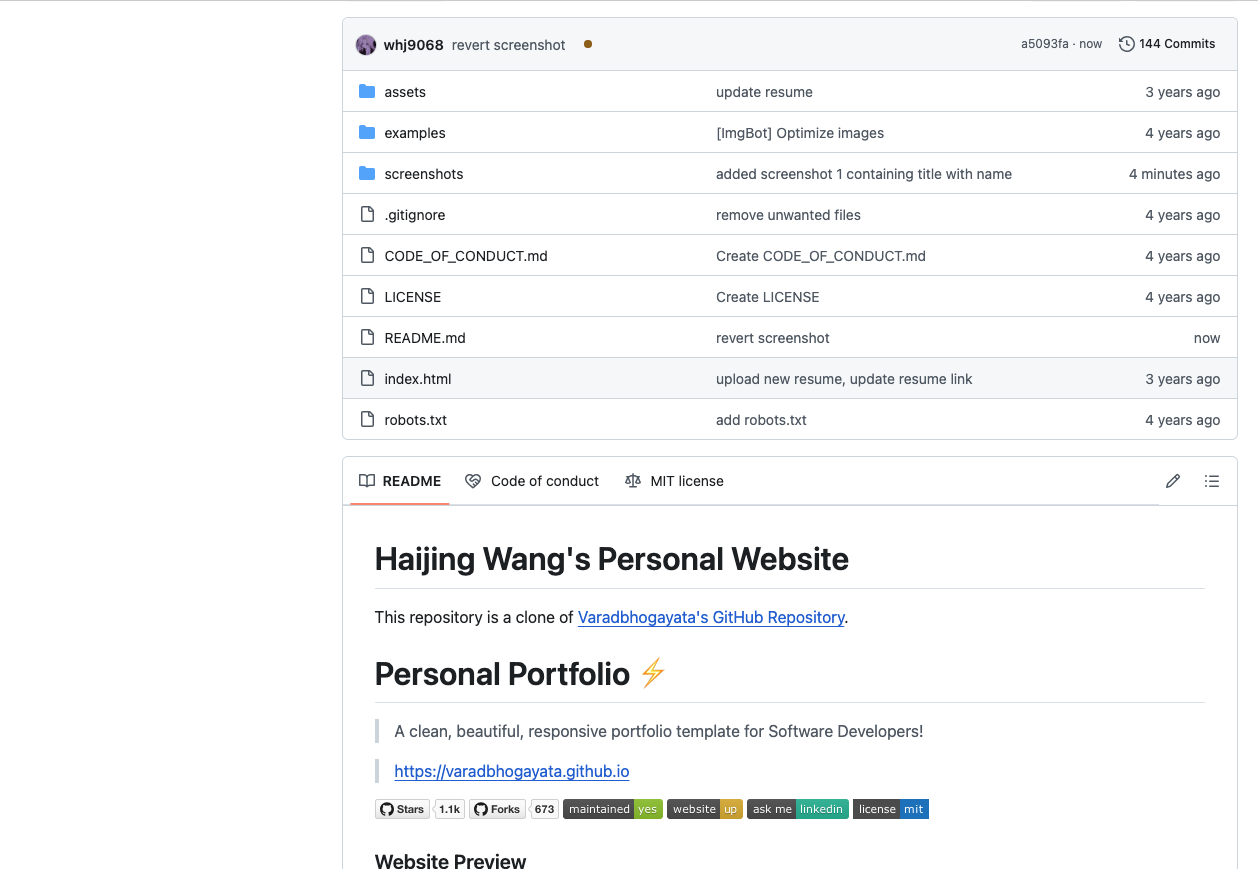 whj9068 revert screenshot a5093fa · now 144 Commits
assets update resume 3 years ago
examples [ImgBot] Optimize images 4 years ago
screenshots added screenshot 1 containing title with name 4 minutes ago
.gitignore remove unwanted files 4 years ago
CODE_OF_CONDUCT.md Create CODE_OF_CONDUCT.md 4 years ago
LICENSE Create LICENSE 4 years ago
README.md revert screenshot now
index.html upload new resume, update resume link 3 years ago
robots.txt add robots.txt 4 years ago
README Code of conduct MIT license
Haijing Wang's Personal Website
This repository is a clone of Varadbhogayata's GitHub Repository.
Personal Portfolio ⚡
A clean, beautiful, responsive portfolio template for Software Developers!
https://varadbhogayata.github.io
Stars 1.1k Forks 673 maintained yes website up ask me linkedin license mit
Website Preview